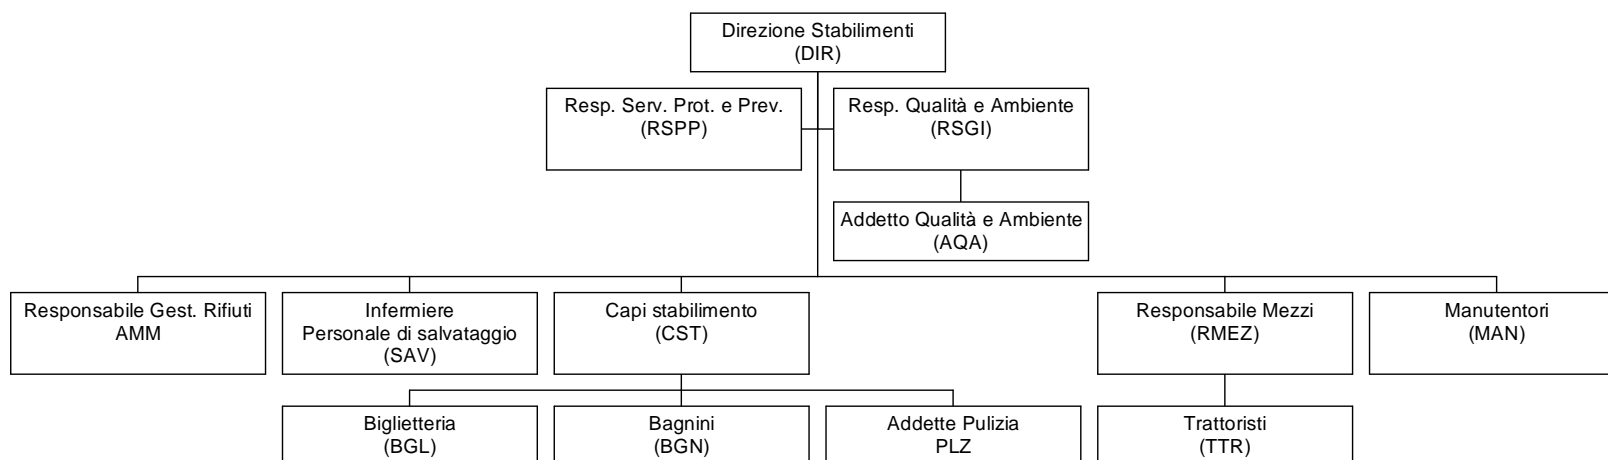 Direzione Stabilimenti
(DIR)
Resp. Serv. Prot. e Prev.
(RSPP)
Resp. Qualità e Ambiente
(RSGI)
Addetto Qualità e Ambiente
(AQA)
Responsabile Gest. Rifiuti
AMM
Infermiere
Personale di salvataggio
(SAV)
Capi stabilimento
(CST)
Responsabile Mezzi
(RMEZ)
Manutentori
(MAN)
Biglietteria
(BGL)
Bagnini
(BGN)
Addette Pulizia
PLZ
Trattoristi
(TTR)